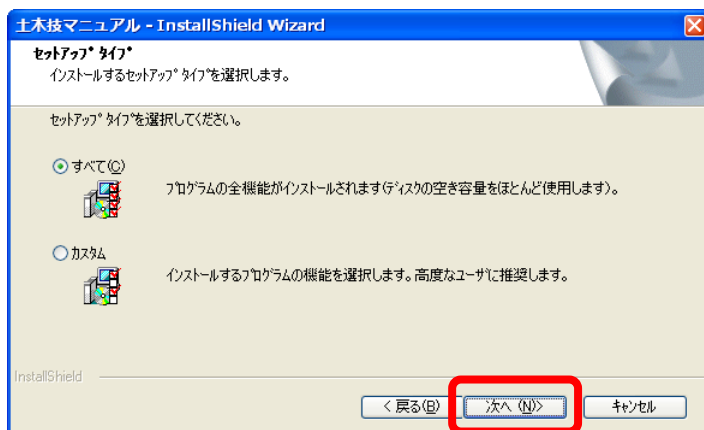 土木技マニュアル - InstallShield Wizard
セットアップ タイプ
インストールするセットアップ タイプを選択します。
セットアップ タイプを選択してください。
すべて(C)
プログラムの全機能がインストールされます(ディスクの空き容量をほとんど使用します)。
カスタム
インストールするプログラムの機能を選択します。高度なユーザに推奨します。
InstallShield
< 戻る(B)
次へ (N)>
キャンセル